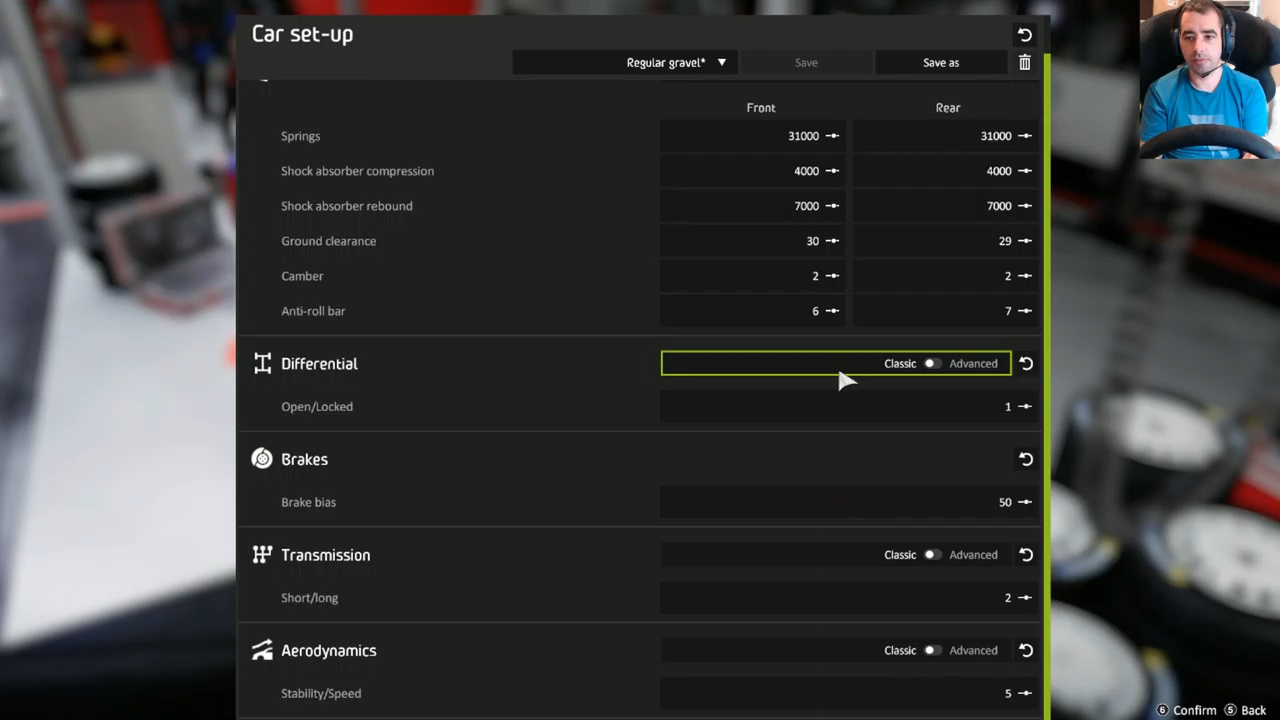 Car set-up
Regular gravel* ▼ Save Save as
Front Rear
Springs 31000 31000
Shock absorber compression 4000 4000
Shock absorber rebound 7000 7000
Ground clearance 30 29
Camber 2 2
Anti-roll bar 6 7
Differential Classic Advanced
Open/Locked 1
Brakes
Brake bias 50
Transmission Classic Advanced
Short/long 2
Aerodynamics Classic Advanced
Stability/Speed 5
6 Confirm 5 Back